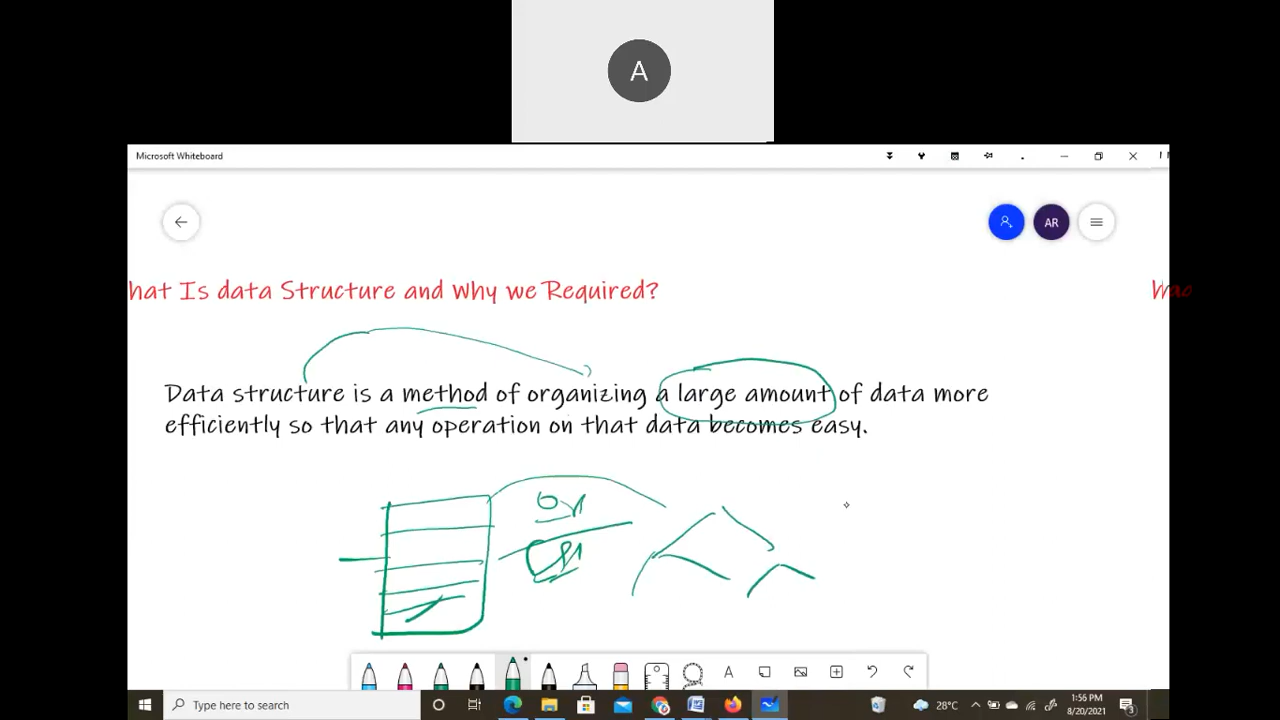 A
Microsoft Whiteboard
AR
hat Is data Structure and Why we Required?
Data structure is a method of organizing a large amount of data more
efficiently so that any operation on that data becomes easy.
A
Type here to search
28°C
1:56 PM
8/20/2021
3